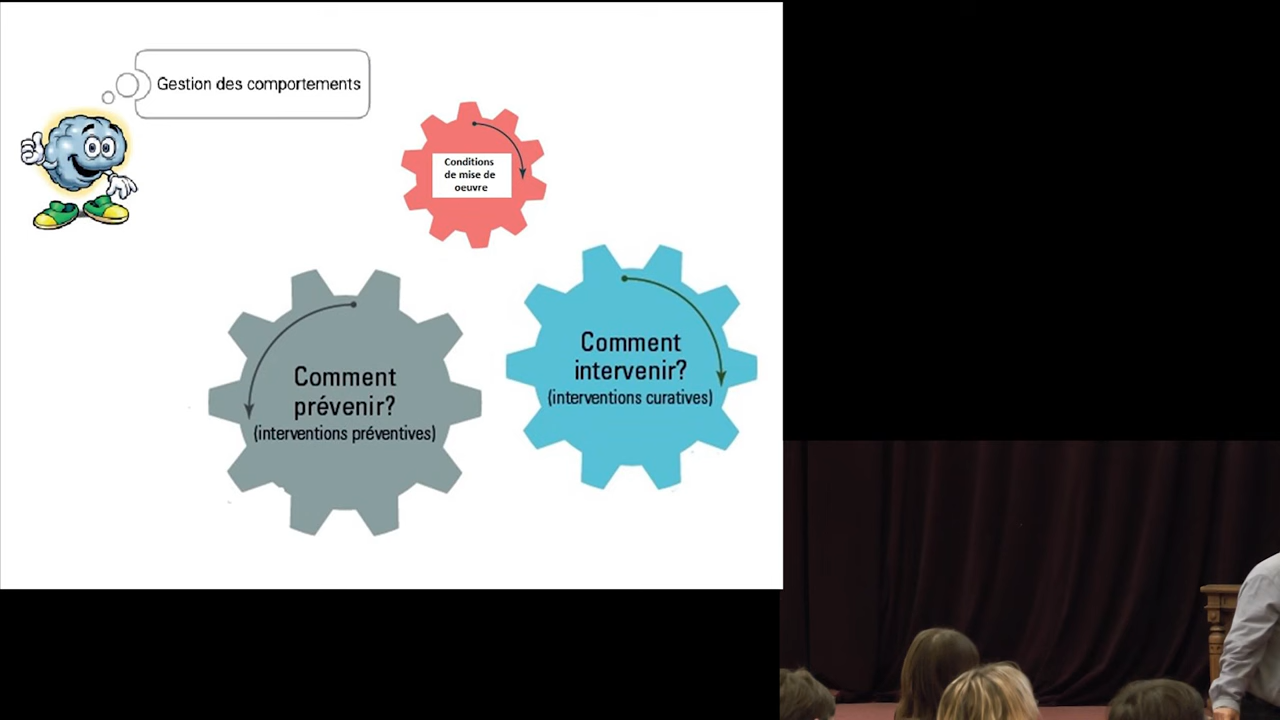 Gestion des comportements
Conditions
de mise de
oeuvre
Comment
prévenir?
(interventions préventives)
Comment
intervenir?
(interventions curatives)